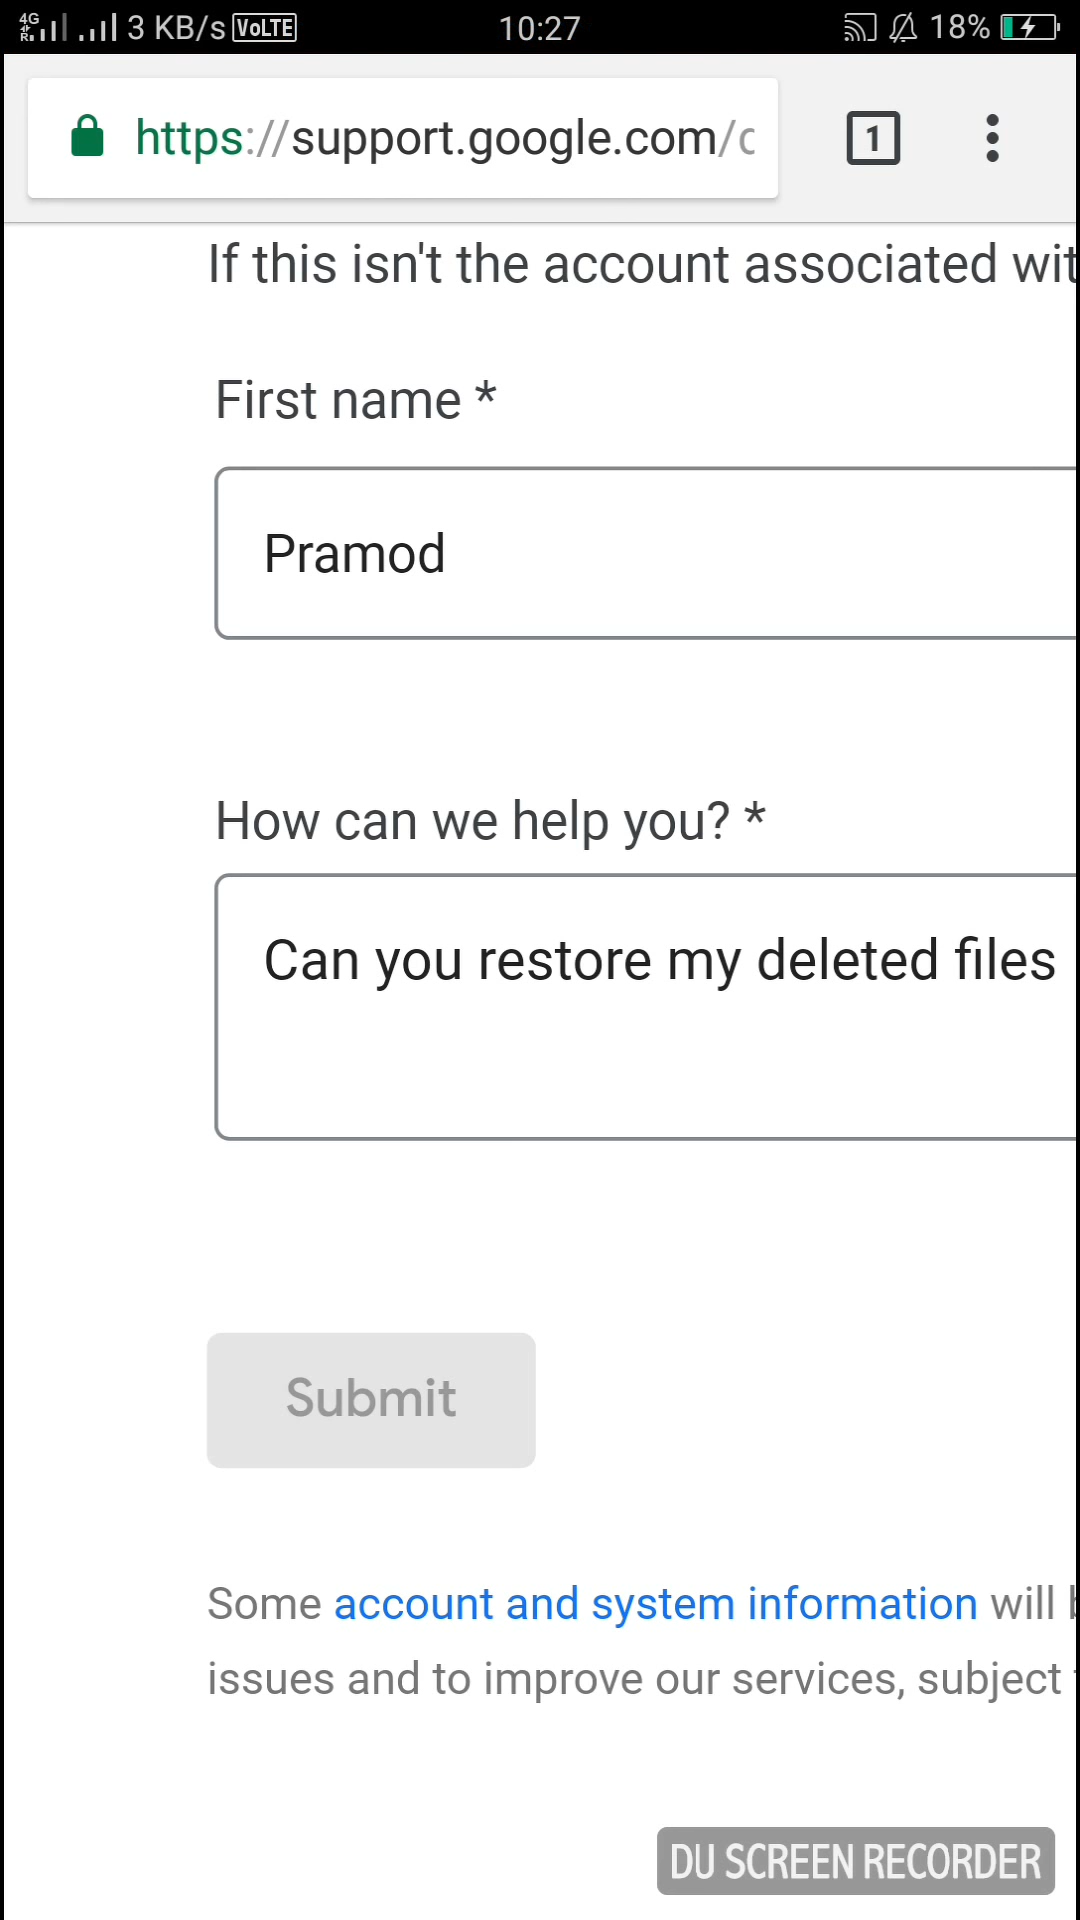 4G R 3 KB/s VoLTE 10:27 18%
https://support.google.com/c 1
If this isn't the account associated wit
First name *
Pramod
How can we help you? *
Can you restore my deleted files
Submit
Some account and system information will b
issues and to improve our services, subject t
DU SCREEN RECORDER